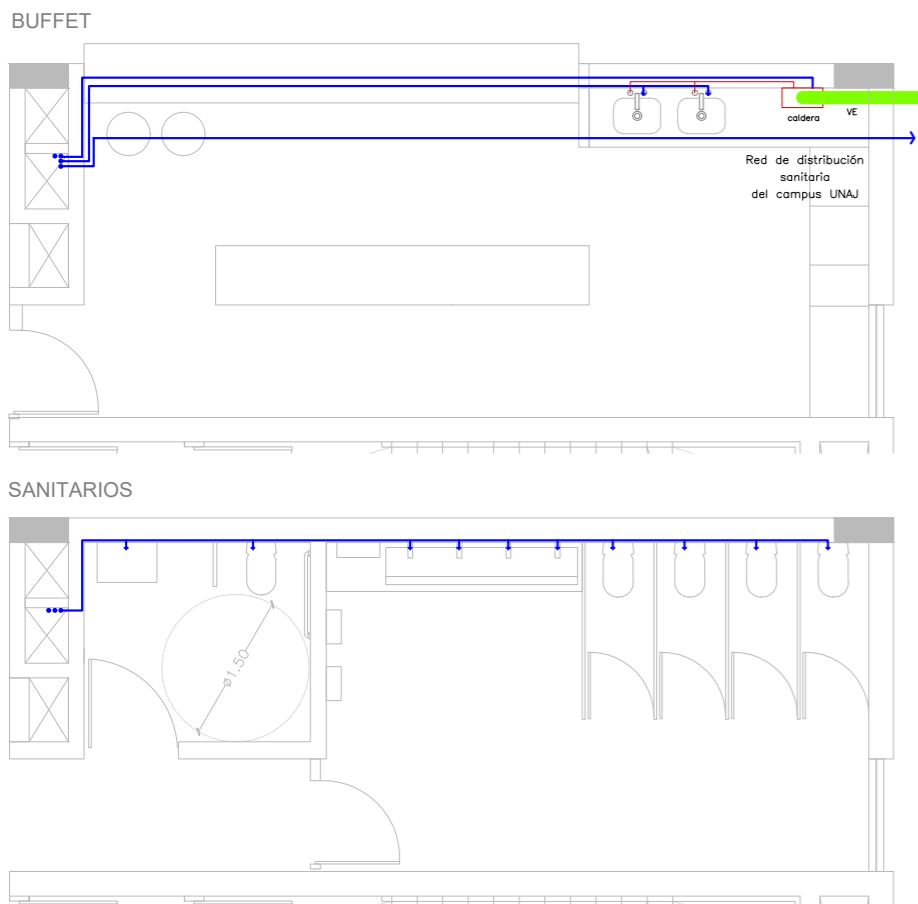 BUFFET
caldera
VE
Red de distribución
sanitaria
del campus UNAJ
SANITARIOS
ø1.50